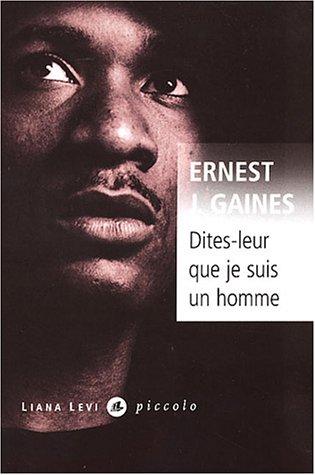 ERNEST
J. GAINES
Dites-leur
que je suis
un homme
LIANA LEVI piccolo